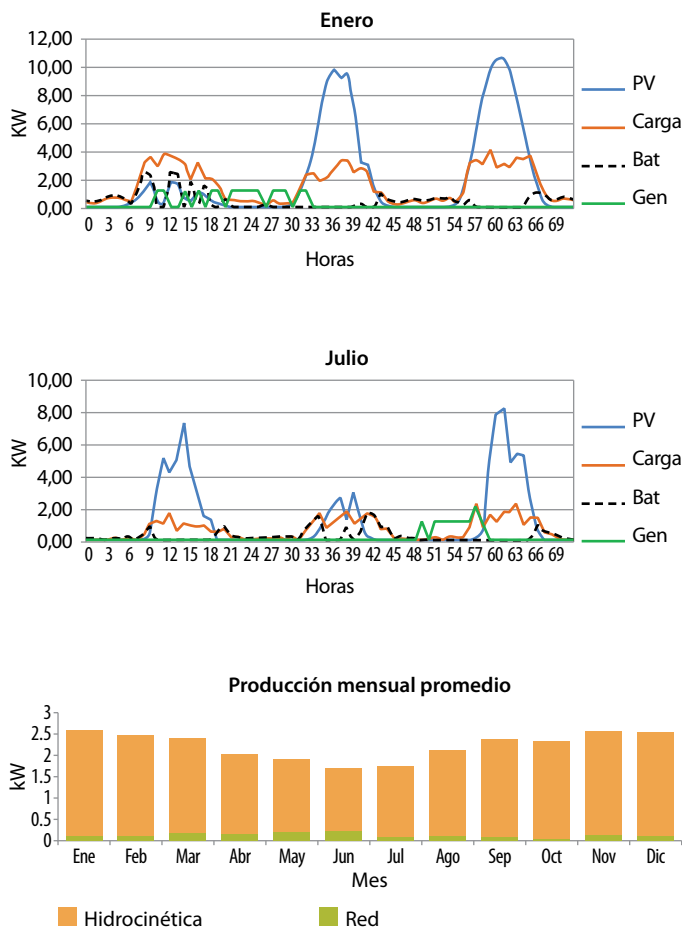 Enero
12,00
10,00
8,00
6,00
4,00
2,00
0,00
KW
0 3 6 9 12 15 18 21 24 27 30 33 36 39 42 45 48 51 54 57 60 63 66 69
Horas
PV
Carga
Bat
Gen
Julio
10,00
8,00
6,00
4,00
2,00
0,00
KW
0 3 6 9 12 15 18 21 24 27 30 33 36 39 42 45 48 51 54 57 60 63 66 69
Horas
PV
Carga
Bat
Gen
Producción mensual promedio
3
2.5
2
1.5
1
0.5
0
kW
Ene Feb Mar Abr May Jun Jul Ago Sep Oct Nov Dic
Mes
Hidrocinética Red